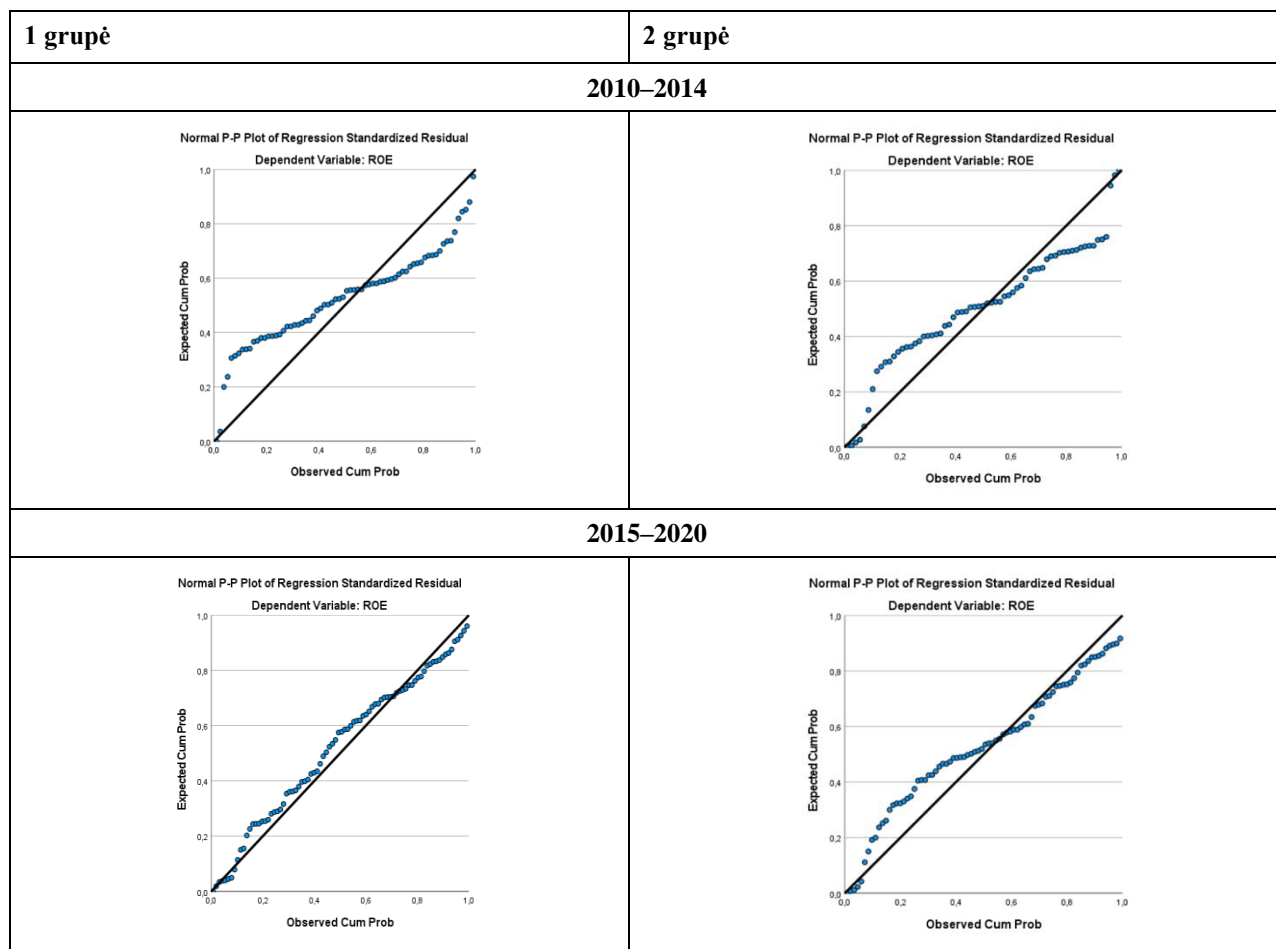 1 grupė
2 grupė
2010–2014
Normal P-P Plot of Regression Standardized Residual
Dependent Variable: ROE
1,0
0,8
0,6
0,4
0,2
0,0
0,0 0,2 0,4 0,6 0,8 1,0
Expected Cum Prob
Observed Cum Prob
Normal P-P Plot of Regression Standardized Residual
Dependent Variable: ROE
1,0
0,8
0,6
0,4
0,2
0,0
0,0 0,2 0,4 0,6 0,8 1,0
Expected Cum Prob
Observed Cum Prob
2015–2020
Normal P-P Plot of Regression Standardized Residual
Dependent Variable: ROE
1,0
0,8
0,6
0,4
0,2
0,0
0,0 0,2 0,4 0,6 0,8 1,0
Expected Cum Prob
Observed Cum Prob
Normal P-P Plot of Regression Standardized Residual
Dependent Variable: ROE
1,0
0,8
0,6
0,4
0,2
0,0
0,0 0,2 0,4 0,6 0,8 1,0
Expected Cum Prob
Observed Cum Prob